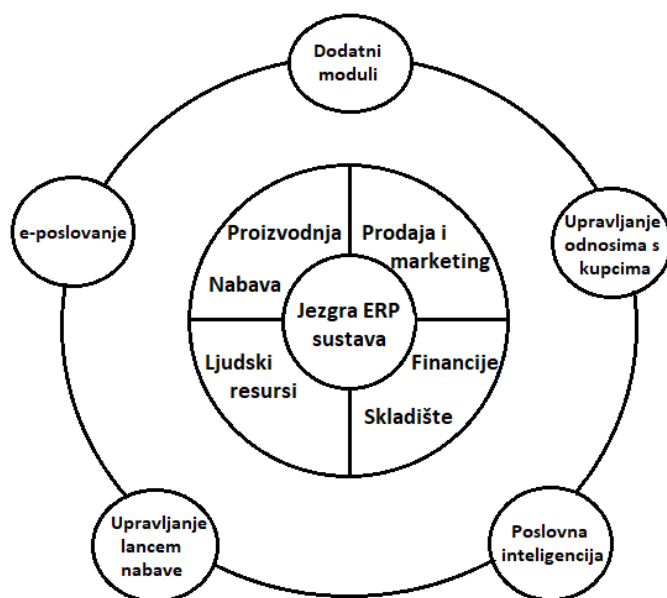 Dodatni
moduli
e-poslovanje
Upravljanje
odnosima s
kupcima
Proizvodnja
Nabava
Prodaja i
marketing
Jezgra ERP
sustava
Ljudski
resursi
Financije
Skladište
Upravljanje
lancem
nabave
Poslovna
inteligencija